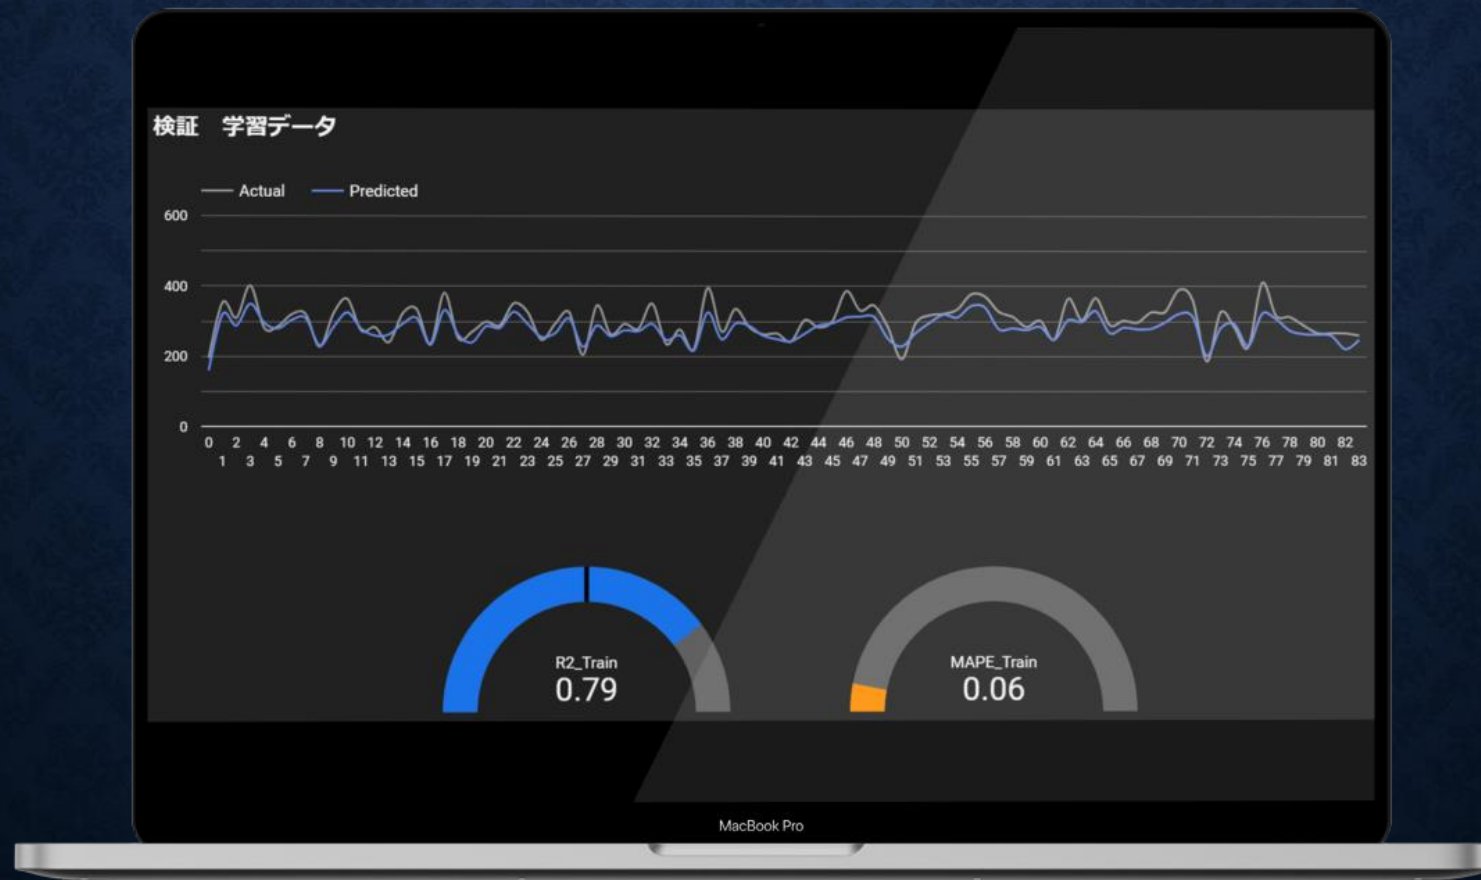 検証　学習データ
Actual Predicted
600
400
200
0
0 2 4 6 8 10 12 14 16 18 20 22 24 26 28 30 32 34 36 38 40 42 44 46 48 50 52 54 56 58 60 62 64 66 68 70 72 74 76 78 80 82
1 3 5 7 9 11 13 15 17 19 21 23 25 27 29 31 33 35 37 39 41 43 45 47 49 51 53 55 57 59 61 63 65 67 69 71 73 75 77 79 81 83
R2_Train
0.79
MAPE_Train
0.06
MacBook Pro